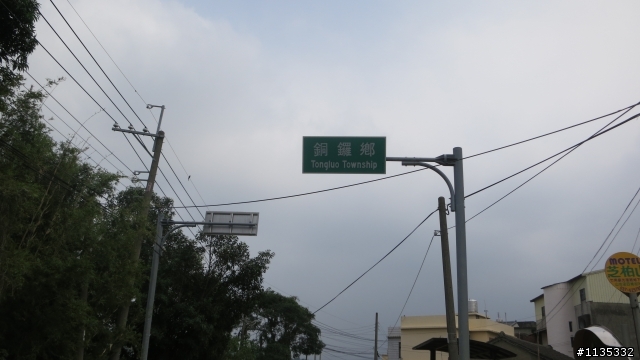 銅鑼鄉
Tongluo Township
MOTEL
#1135332